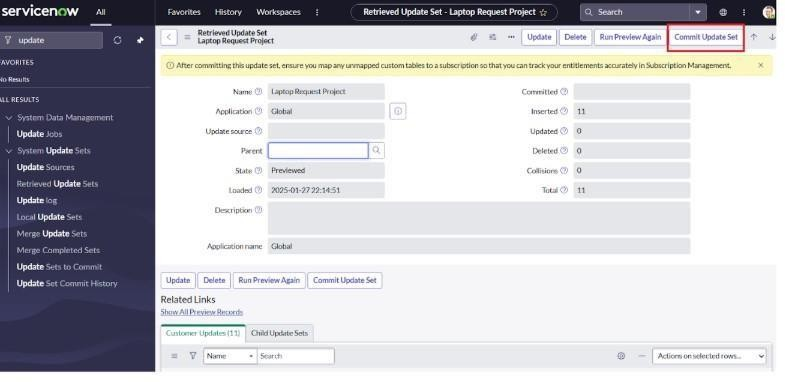 servicenow All Favorites History Workspaces Retrieved Update Set - Laptop Request Project Search
update
Retrieved Update Set
Laptop Request Project
Update Delete Run Preview Again Commit Update Set
FAVORITES
No Results
ALL RESULTS
System Data Management
Update Jobs
System Update Sets
Update Sources
Retrieved Update Sets
Update log
Local Update Sets
Merge Update Sets
Merge Completed Sets
Update Sets to Commit
Update Set Commit History
After committing this update set, ensure you map any unmapped custom tables to a subscription so that you can track your entitlements accurately in Subscription Management.
Name Laptop Request Project Committed
Application Global Inserted 11
Update source Updated 0
Parent Deleted 0
State Previewed Collisions 0
Loaded 2025-01-27 22:14:51 Total 11
Description
Application name Global
Update Delete Run Preview Again Commit Update Set
Related Links
Show All Preview Records
Customer Updates (11) Child Update Sets
Name Search Actions on selected rows...